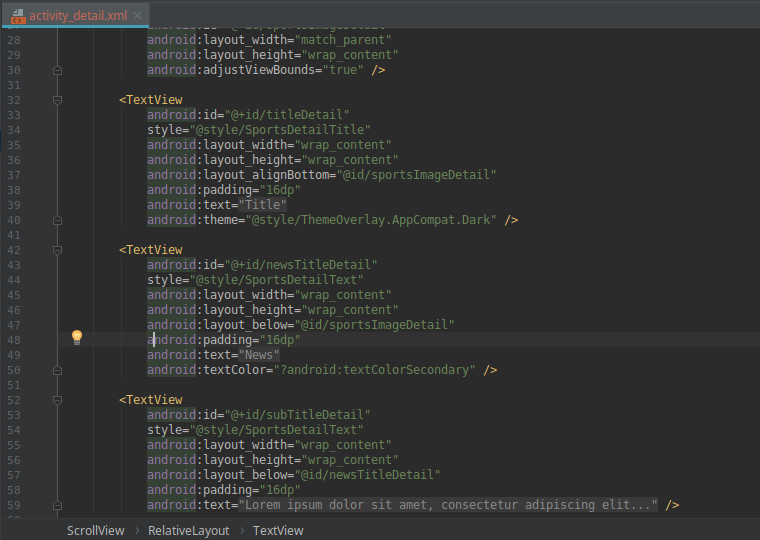 activity_detail.xml
28 android:layout_width="match_parent"
29 android:layout_height="wrap_content"
30 android:adjustViewBounds="true" />
31
32 <TextView
33 android:id="@+id/titleDetail"
34 style="@style/SportsDetailTitle"
35 android:layout_width="wrap_content"
36 android:layout_height="wrap_content"
37 android:layout_alignBottom="@id/sportsImageDetail"
38 android:padding="16dp"
39 android:text="Title"
40 android:theme="@style/ThemeOverlay.AppCompat.Dark" />
41
42 <TextView
43 android:id="@+id/newsTitleDetail"
44 style="@style/SportsDetailText"
45 android:layout_width="wrap_content"
46 android:layout_height="wrap_content"
47 android:layout_below="@id/sportsImageDetail"
48 android:padding="16dp"
49 android:text="News"
50 android:textColor="?android:textColorSecondary" />
51
52 <TextView
53 android:id="@+id/subTitleDetail"
54 style="@style/SportsDetailText"
55 android:layout_width="wrap_content"
56 android:layout_height="wrap_content"
57 android:layout_below="@id/newsTitleDetail"
58 android:padding="16dp"
59 android:text="Lorem ipsum dolor sit amet, consectetur adipiscing elit..." />
ScrollView › RelativeLayout › TextView